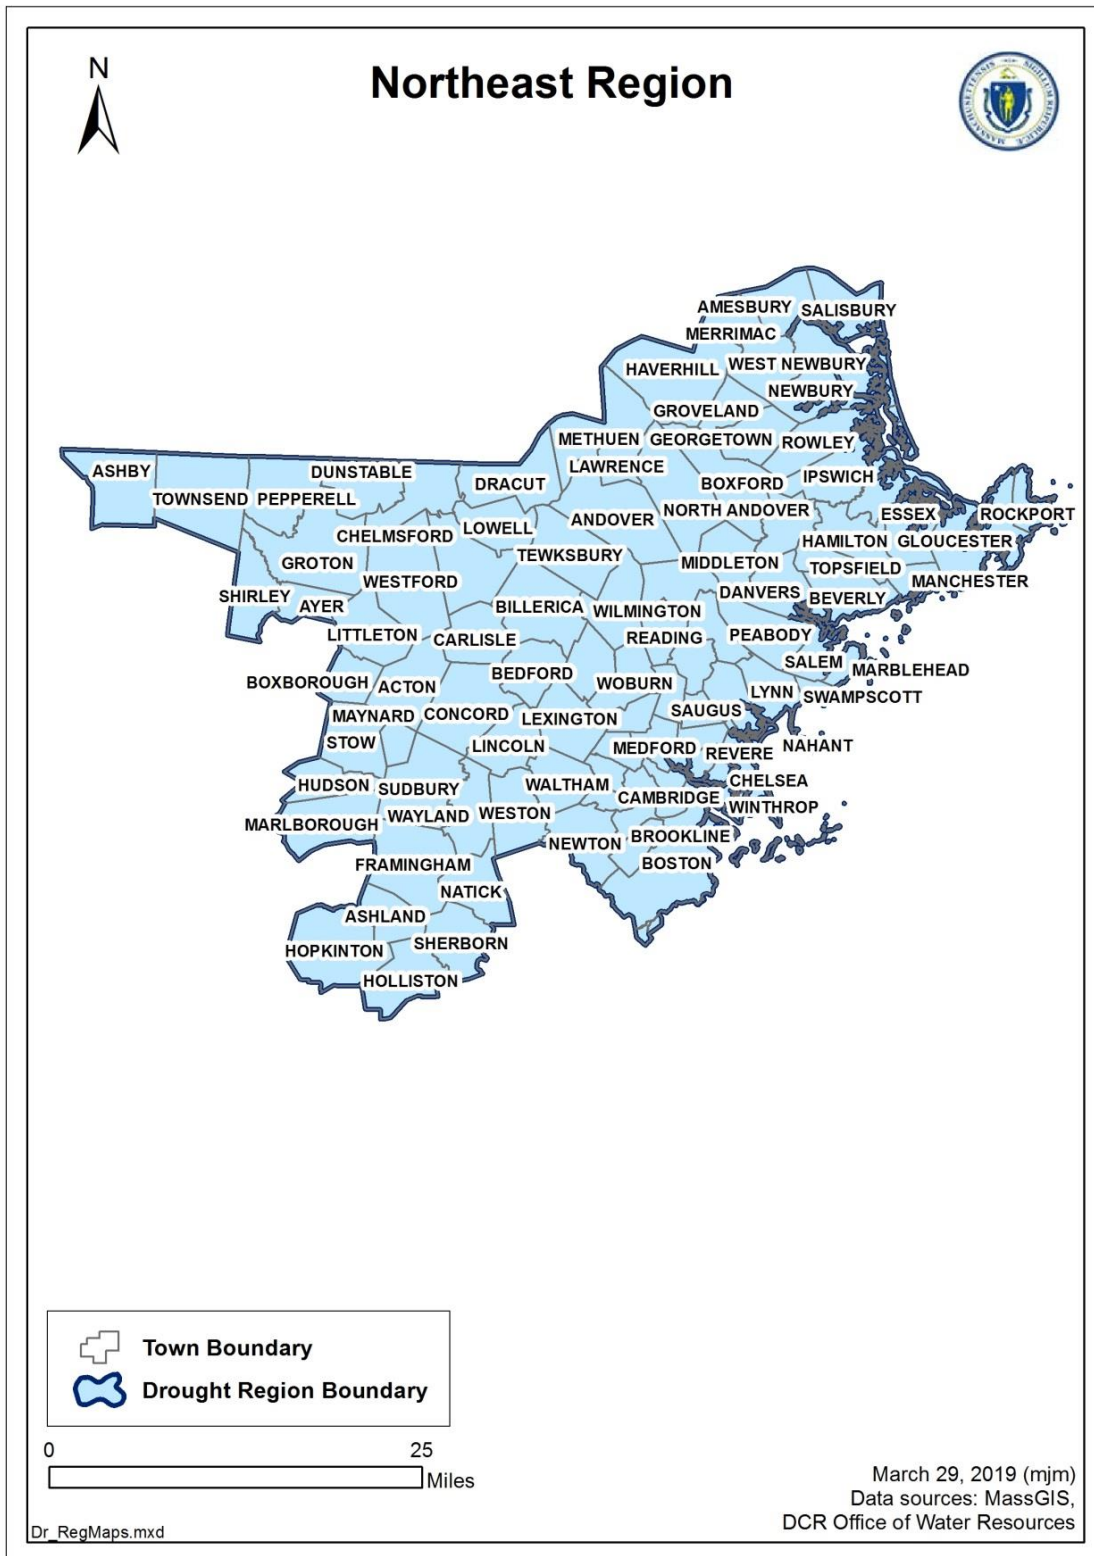 N
Northeast Region
AMESBURY
SALISBURY
MERRIMAC
HAVERHILL
WEST NEWBURY
NEWBURY
GROVELAND
METHUEN
GEORGETOWN
ROWLEY
ASHBY
DUNSTABLE
LAWRENCE
DRACUT
BOXFORD
IPSWICH
TOWNSEND
PEPPERELL
NORTH ANDOVER
ESSEX
ROCKPORT
ANDOVER
LOWELL
CHELMSFORD
HAMILTON
GLOUCESTER
TEWKSBURY
GROTON
MIDDLETON
TOPSFIELD
WESTFORD
MANCHESTER
SHIRLEY
DANVERS
BEVERLY
AYER
BILLERICA
WILMINGTON
LITTLETON
CARLISLE
READING
PEABODY
SALEM
MARBLEHEAD
BOXBOROUGH
ACTON
BEDFORD
WOBURN
LYNN
SWAMPSCOTT
MAYNARD
CONCORD
LEXINGTON
SAUGUS
STOW
LINCOLN
MEDFORD
REVERE
NAHANT
HUDSON
SUDBURY
WALTHAM
CHELSEA
CAMBRIDGE
WINTHROP
MARLBOROUGH
WAYLAND
WESTON
NEWTON
BROOKLINE
FRAMINGHAM
BOSTON
NATICK
ASHLAND
HOPKINTON
SHERBORN
HOLLISTON
Town Boundary
Drought Region Boundary
0 25
Miles
March 29, 2019 (mjm)
Data sources: MassGIS,
DCR Office of Water Resources
Dr_RegMaps.mxd